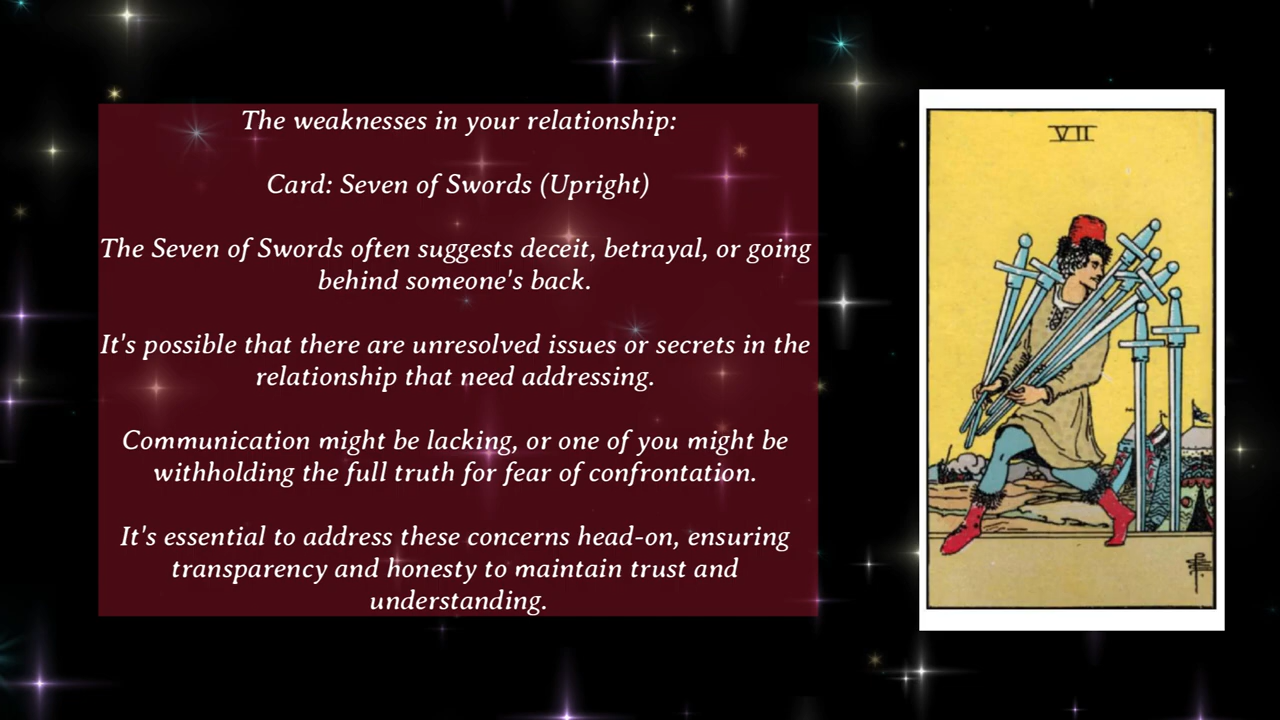 The weaknesses in your relationship:
Card: Seven of Swords (Upright)
The Seven of Swords often suggests deceit, betrayal, or going
behind someone's back.
It's possible that there are unresolved issues or secrets in the
relationship that need addressing.
Communication might be lacking, or one of you might be
withholding the full truth for fear of confrontation.
It's essential to address these concerns head-on, ensuring
transparency and honesty to maintain trust and
understanding.
VII